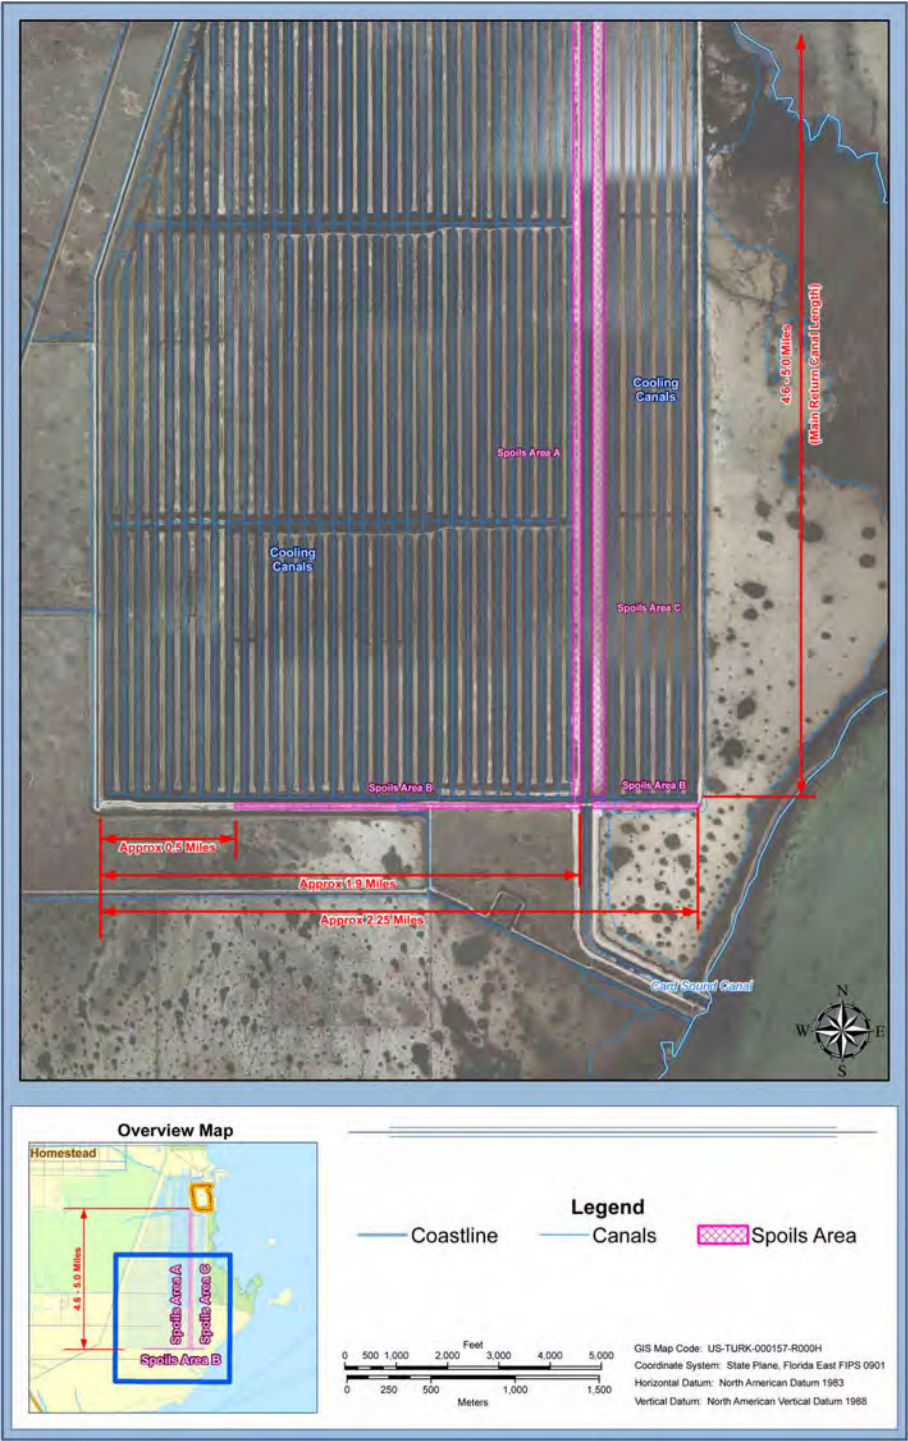 4.6 - 5.0 Miles
(Main Return Canal Length)
Cooling
Canals
Spoils Area A
Cooling
Canals
Spoils Area C
Spoils Area B
Spoils Area B
Approx 0.5 Miles
Approx 1.9 Miles
Approx 2.25 Miles
Card Sound Canal
N
W
E
S
Overview Map
Homestead
4.6 - 5.0 Miles
Spoils Area A
Spoils Area C
Spoils Area B
Legend
Coastline
Canals
Spoils Area
Feet
0 500 1,000 2,000 3,000 4,000 5,000
0 250 500 1,000 1,500
Meters
GIS Map Code: US-TURK-000157-R000H
Coordinate System: State Plane, Florida East FIPS 0901
Horizontal Datum: North American Datum 1983
Vertical Datum: North American Vertical Datum 1988